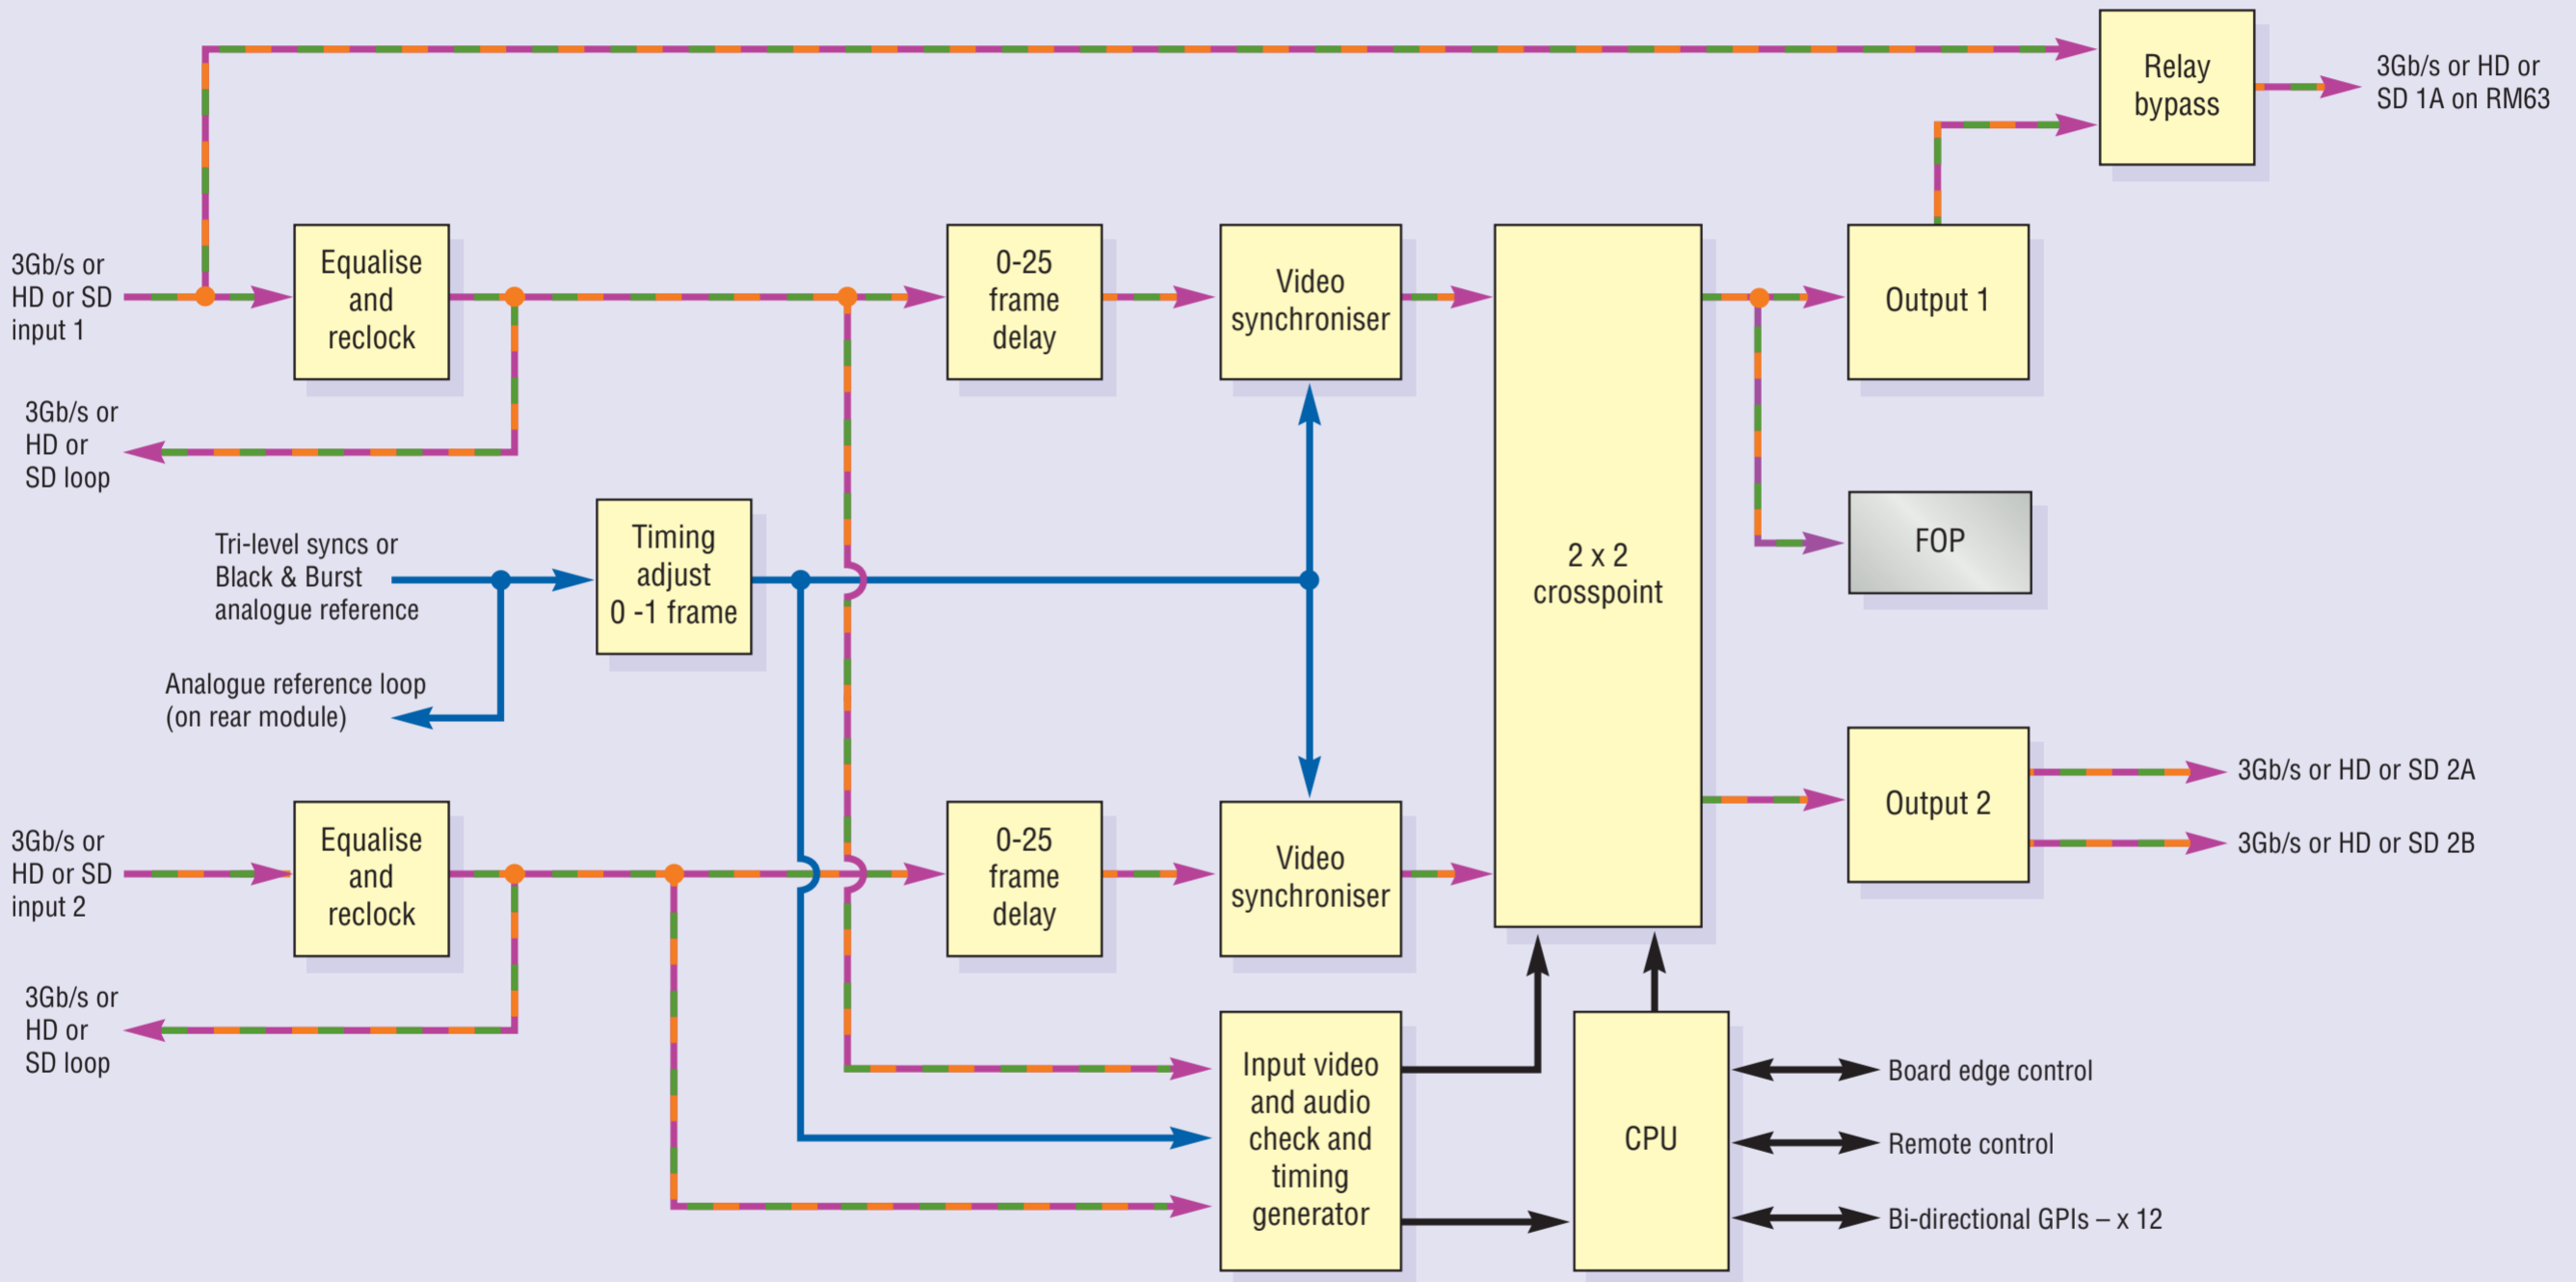 Relay
bypass
3Gb/s or HD or
SD 1A on RM63
3Gb/s or
HD or SD
input 1
Equalise
and
reclock
0-25
frame
delay
Video
synchroniser
2 x 2
crosspoint
Output 1
3Gb/s or
HD or
SD loop
Tri-level syncs or
Black & Burst
analogue reference
Timing
adjust
0 -1 frame
FOP
Analogue reference loop
(on rear module)
3Gb/s or
HD or SD
input 2
Equalise
and
reclock
0-25
frame
delay
Video
synchroniser
Output 2
3Gb/s or HD or SD 2A
3Gb/s or HD or SD 2B
3Gb/s or
HD or
SD loop
Input video
and audio
check and
timing
generator
CPU
Board edge control
Remote control
Bi-directional GPIs – x 12